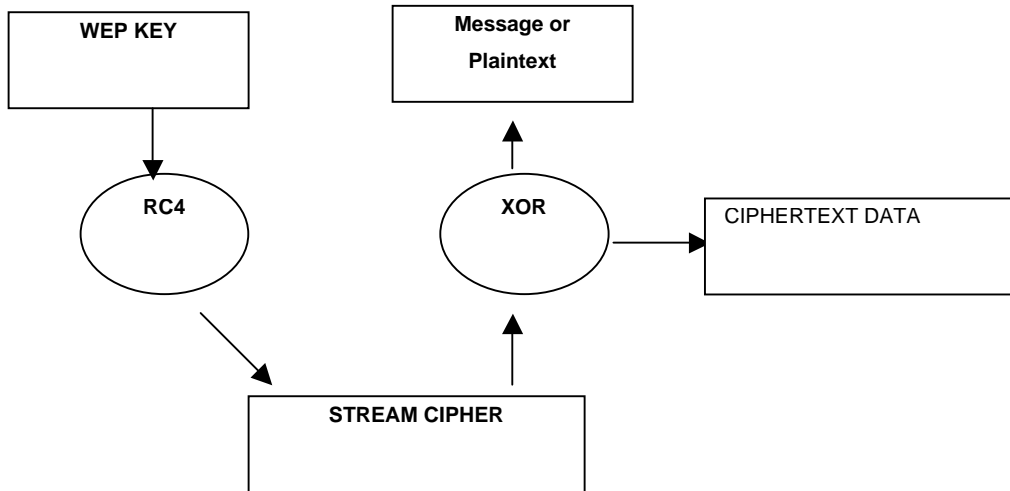 WEP KEY
Message or
Plaintext
RC4
XOR
CIPHERTEXT DATA
STREAM CIPHER